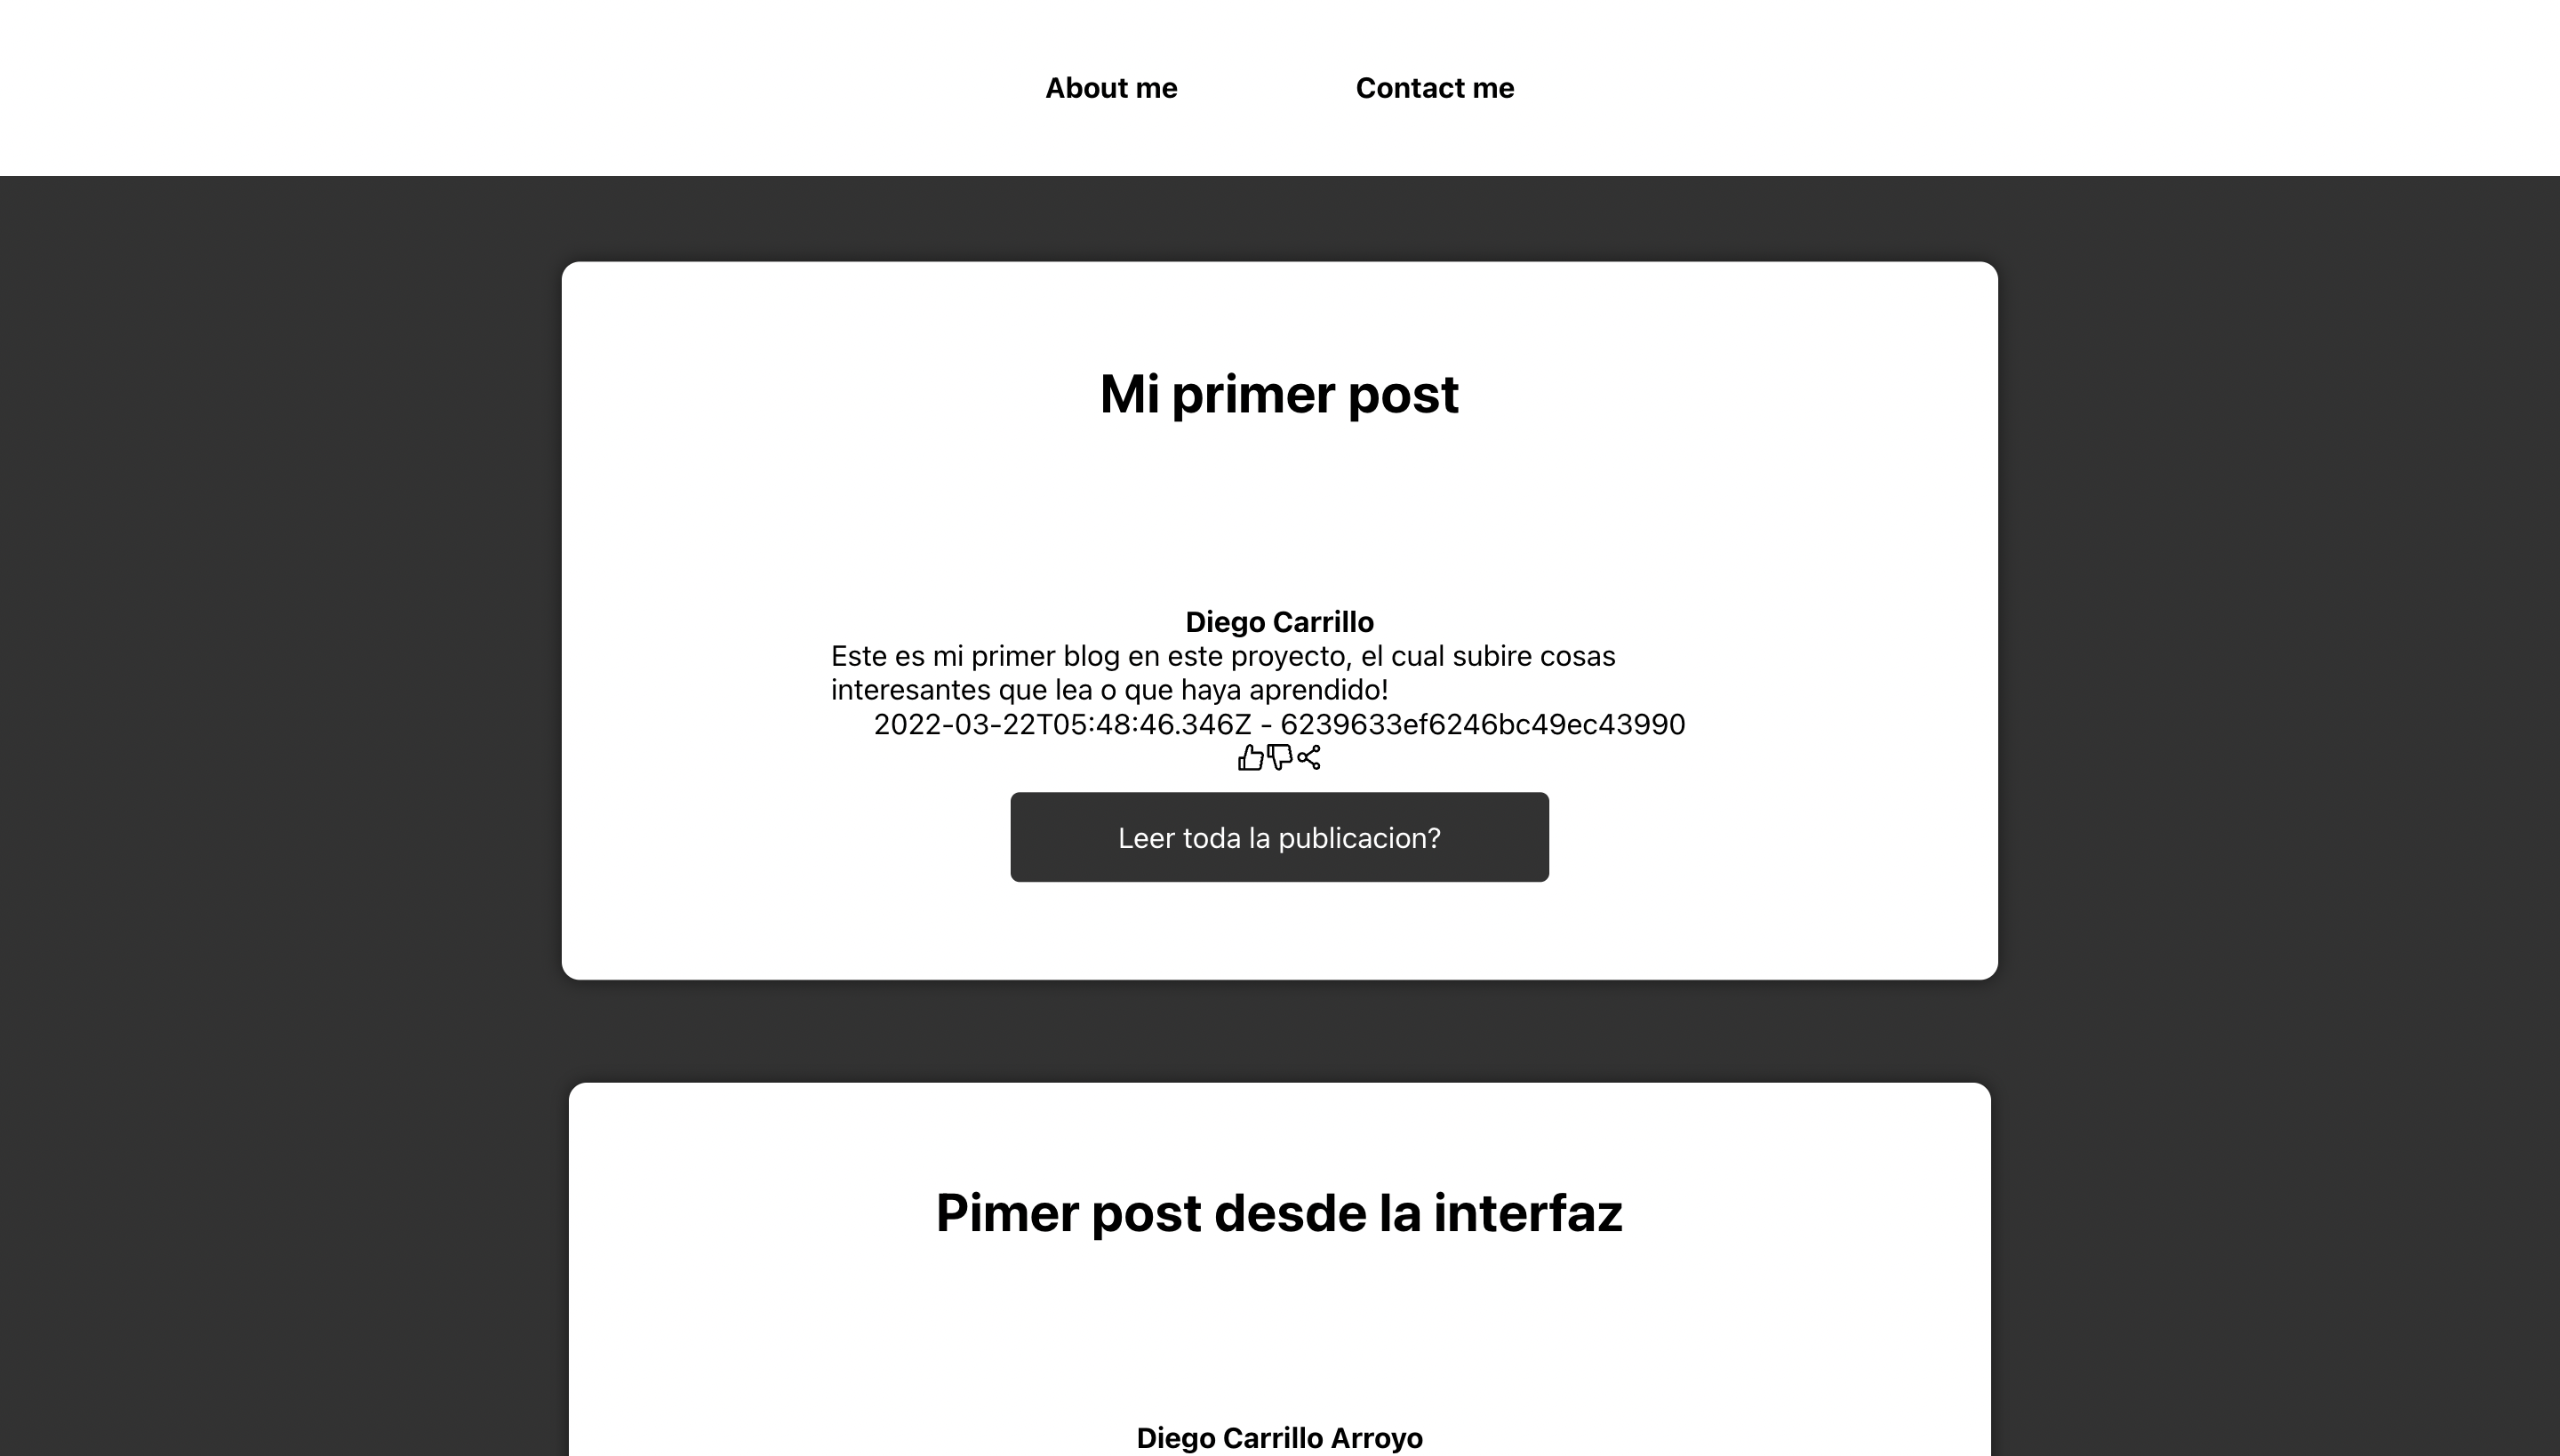 About me
Contact me
Mi primer post
Diego Carrillo
Este es mi primer blog en este proyecto, el cual subire cosas
interesantes que lea o que haya aprendido!
2022-03-22T05:48:46.346Z - 6239633ef6246bc49ec43990
Leer toda la publicacion?
Pimer post desde la interfaz
Diego Carrillo Arroyo